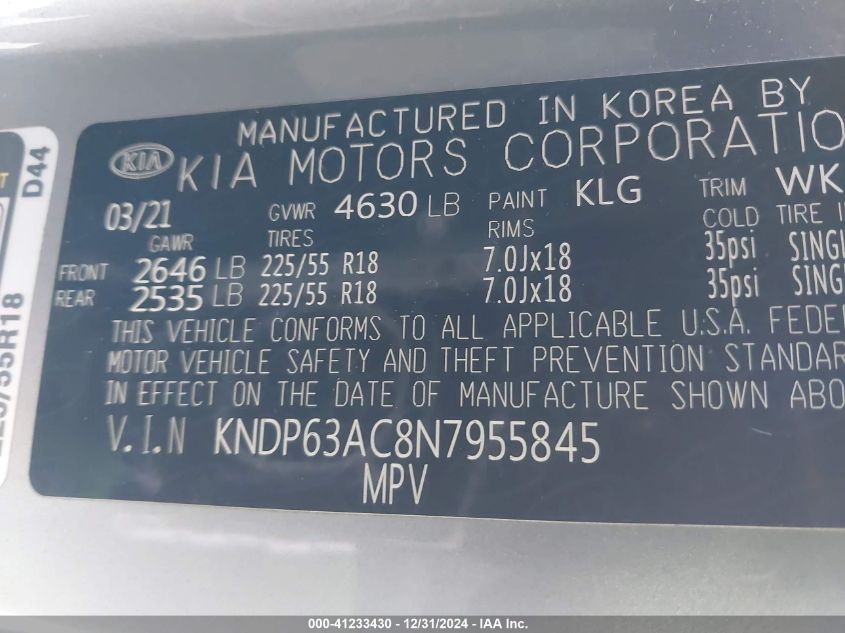 MANUFACTURED IN KOREA BY
KIA KIA MOTORS CORPORATIO
03/21 GVWR 4630 LB PAINT KLG TRIM WK
GAWR TIRES RIMS COLD TIRE I
FRONT 2646 LB 225/55 R18 7.0Jx18 35psi SINGL
REAR 2535 LB 225/55 R18 7.0Jx18 35psi SING
THIS VEHICLE CONFORMS TO ALL APPLICABLE U.S.A. FEDE
MOTOR VEHICLE SAFETY AND THEFT PREVENTION STANDAR
IN EFFECT ON THE DATE OF MANUFACTURE SHOWN ABO
V.I.N KNDP63AC8N7955845
MPV
D44
225/55R18
000-41233430 - 12/31/2024 - IAA Inc.